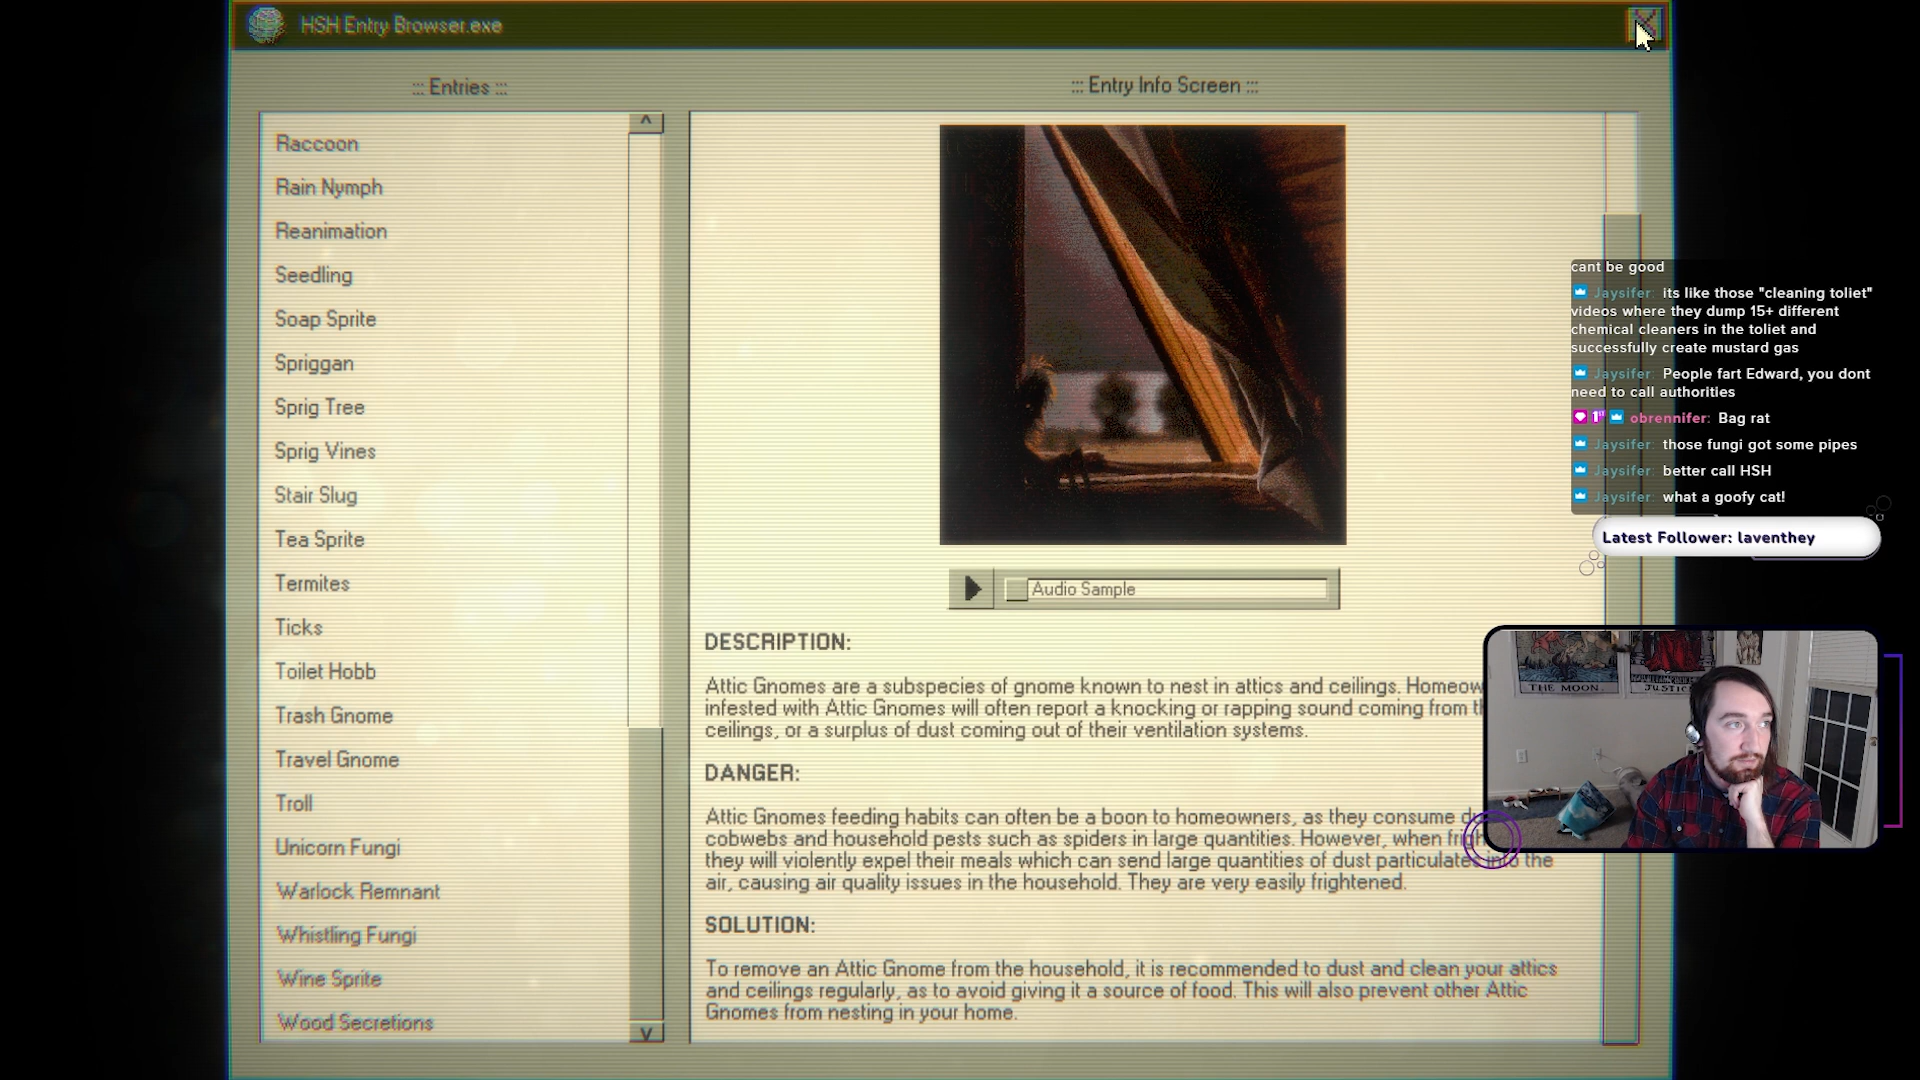 HSH Entry Browser.exe
::: Entries :::
::: Entry Info Screen :::
Raccoon
Rain Nymph
Reanimation
Seedling
Soap Sprite
Spriggan
Sprig Tree
Sprig Vines
Stair Slug
Tea Sprite
Termites
Ticks
Toilet Hobb
Trash Gnome
Travel Gnome
Troll
Unicorn Fungi
Warlock Remnant
Whistling Fungi
Wine Sprite
Wood Secretions
Audio Sample
DESCRIPTION:
Attic Gnomes are a subspecies of gnome known to nest in attics and ceilings. Homeow
infested with Attic Gnomes will often report a knocking or rapping sound coming from
ceilings, or a surplus of dust coming out of their ventilation systems.
DANGER:
Attic Gnomes feeding habits can often be a boon to homeowners, as they consume
cobwebs and household pests such as spiders in large quantities. However, when frigh
they will violently expel their meals which can send large quantities of dust particulates into the
air, causing air quality issues in the household. They are very easily frightened.
SOLUTION:
To remove an Attic Gnome from the household, it is recommended to dust and clean your attics
and ceilings regularly, as to avoid giving it a source of food. This will also prevent other Attic
Gnomes from nesting in your home.
cant be good
Jaysifer: its like those "cleaning toliet"
videos where they dump 15+ different
chemical cleaners in the toliet and
successfully create mustard gas
Jaysifer: People fart Edward, you dont
need to call authorities
obrennifer: Bag rat
Jaysifer: those fungi got some pipes
Jaysifer: better call HSH
Jaysifer: what a goofy cat!
Latest Follower: laventhey
THE MOON.
JUSTICE